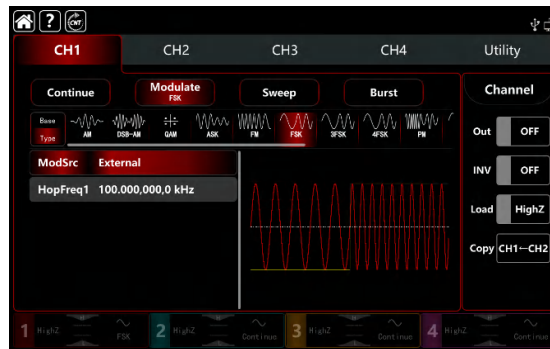 ?
CNT
CH1 CH2 CH3 CH4 Utility
Continue Modulate Sweep Burst Channel
FSK
Base
Type
AM DSB-AM QAM ASK FM FSK 3FSK 4FSK PM
Out OFF
ModSrc External
INV OFF
HopFreq1 100.000,000,0 kHz
Load HighZ
Copy CH1←CH2
1 HighZ FSK 2 HighZ Continue 3 HighZ Continue 4 HighZ Continue